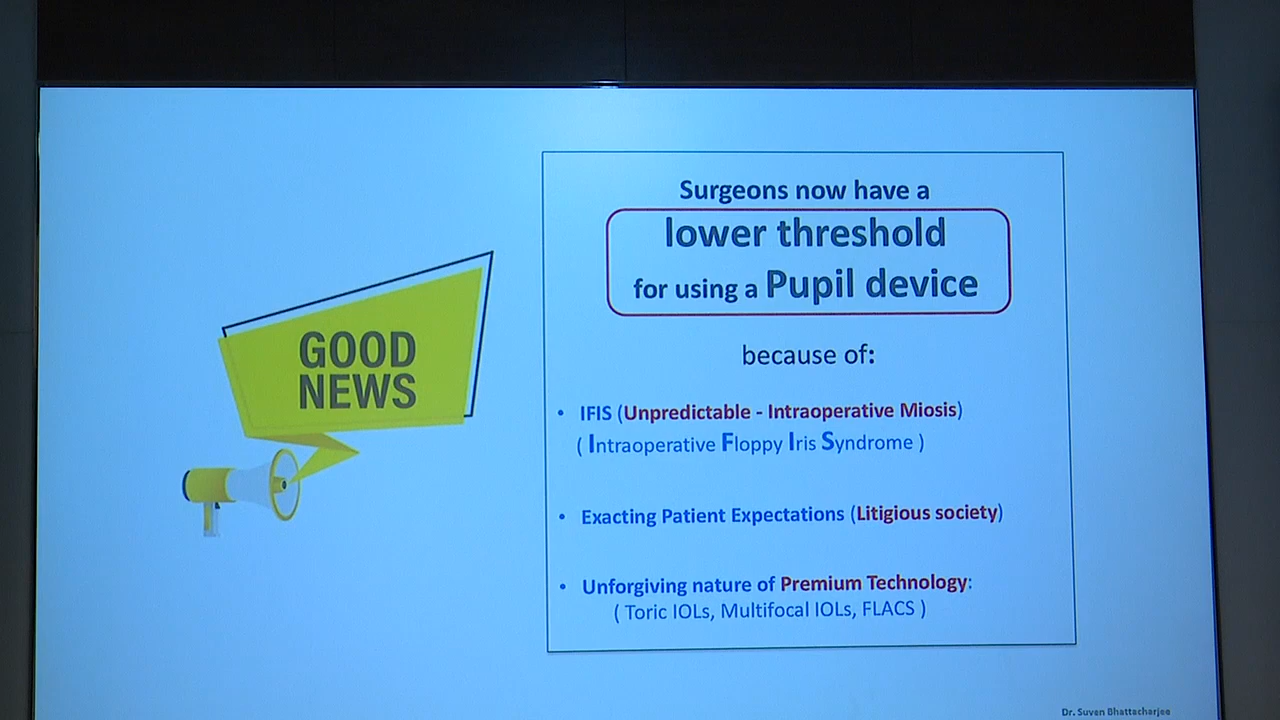 GOOD
NEWS
Surgeons now have a
lower threshold
for using a Pupil device
because of:
• IFIS (Unpredictable - Intraoperative Miosis)
( Intraoperative Floppy Iris Syndrome )
• Exacting Patient Expectations (Litigious society)
• Unforgiving nature of Premium Technology:
( Toric IOLs, Multifocal IOLs, FLACS )
Dr. Suven Bhattacharjee